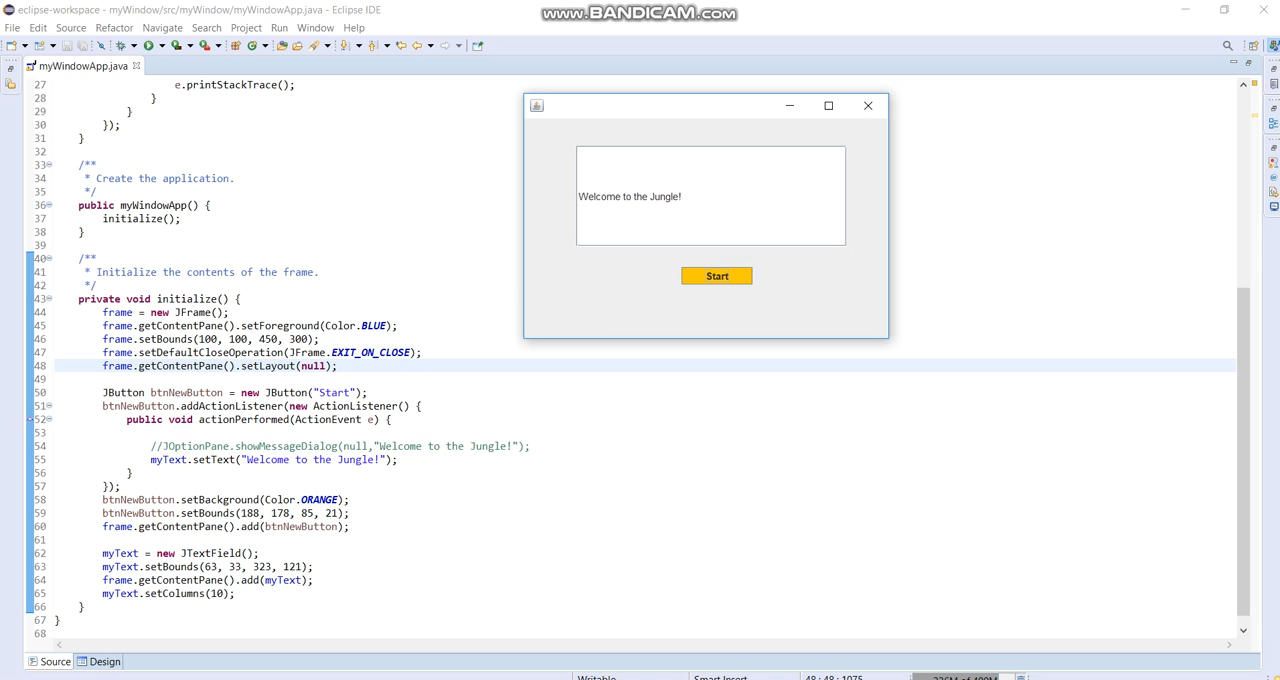 eclipse-workspace - myWindow/src/myWindow/myWindowApp.java - Eclipse IDE
www.BANDICAM.com
File Edit Source Refactor Navigate Search Project Run Window Help
myWindowApp.java
27 e.printStackTrace();
28 }
29 }
30 });
31 }
32
33 /**
34 * Create the application.
35 */
36 public myWindowApp() {
37 initialize();
38 }
39
40 /**
41 * Initialize the contents of the frame.
42 */
43 private void initialize() {
44 frame = new JFrame();
45 frame.getContentPane().setForeground(Color.BLUE);
46 frame.setBounds(100, 100, 450, 300);
47 frame.setDefaultCloseOperation(JFrame.EXIT_ON_CLOSE);
48 frame.getContentPane().setLayout(null);
49
50 JButton btnNewButton = new JButton("Start");
51 btnNewButton.addActionListener(new ActionListener() {
52 public void actionPerformed(ActionEvent e) {
53
54 //JOptionPane.showMessageDialog(null,"Welcome to the Jungle!");
55 myText.setText("Welcome to the Jungle!");
56 }
57 });
58 btnNewButton.setBackground(Color.ORANGE);
59 btnNewButton.setBounds(188, 178, 85, 21);
60 frame.getContentPane().add(btnNewButton);
61
62 myText = new JTextField();
63 myText.setBounds(63, 33, 323, 121);
64 frame.getContentPane().add(myText);
65 myText.setColumns(10);
66 }
67 }
68
Welcome to the Jungle!
Start
Source Design
Writable Smart Insert 48 : 48 : 1075